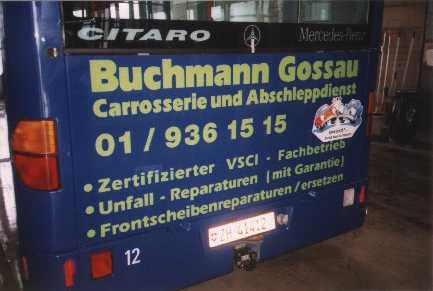 CITARO Mercedes-Benz
Buchmann Gossau
Carrosserie und Abschleppdienst
01 / 936 15 15
• Zertifizierter VSCI - Fachbetrieb
• Unfall - Reparaturen (mit Garantie)
• Frontscheibenreparaturen / ersetzen
ZH 41412
12